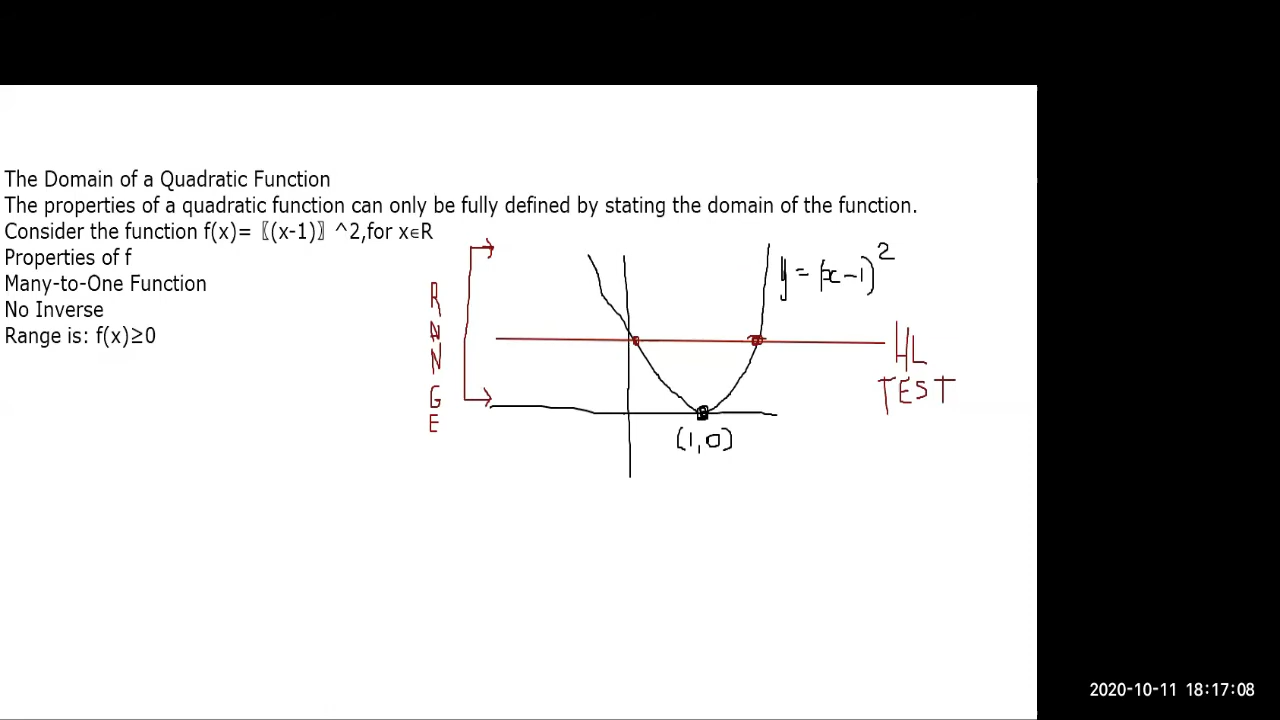 The Domain of a Quadratic Function
The properties of a quadratic function can only be fully defined by stating the domain of the function.
Consider the function f(x)=〖(x-1)〗^2,for x∈R
Properties of f
Many-to-One Function
No Inverse
Range is: f(x)≥0
RANGE
y = (x-1)^2
HL
TEST
(1,0)
2020-10-11 18:17:08